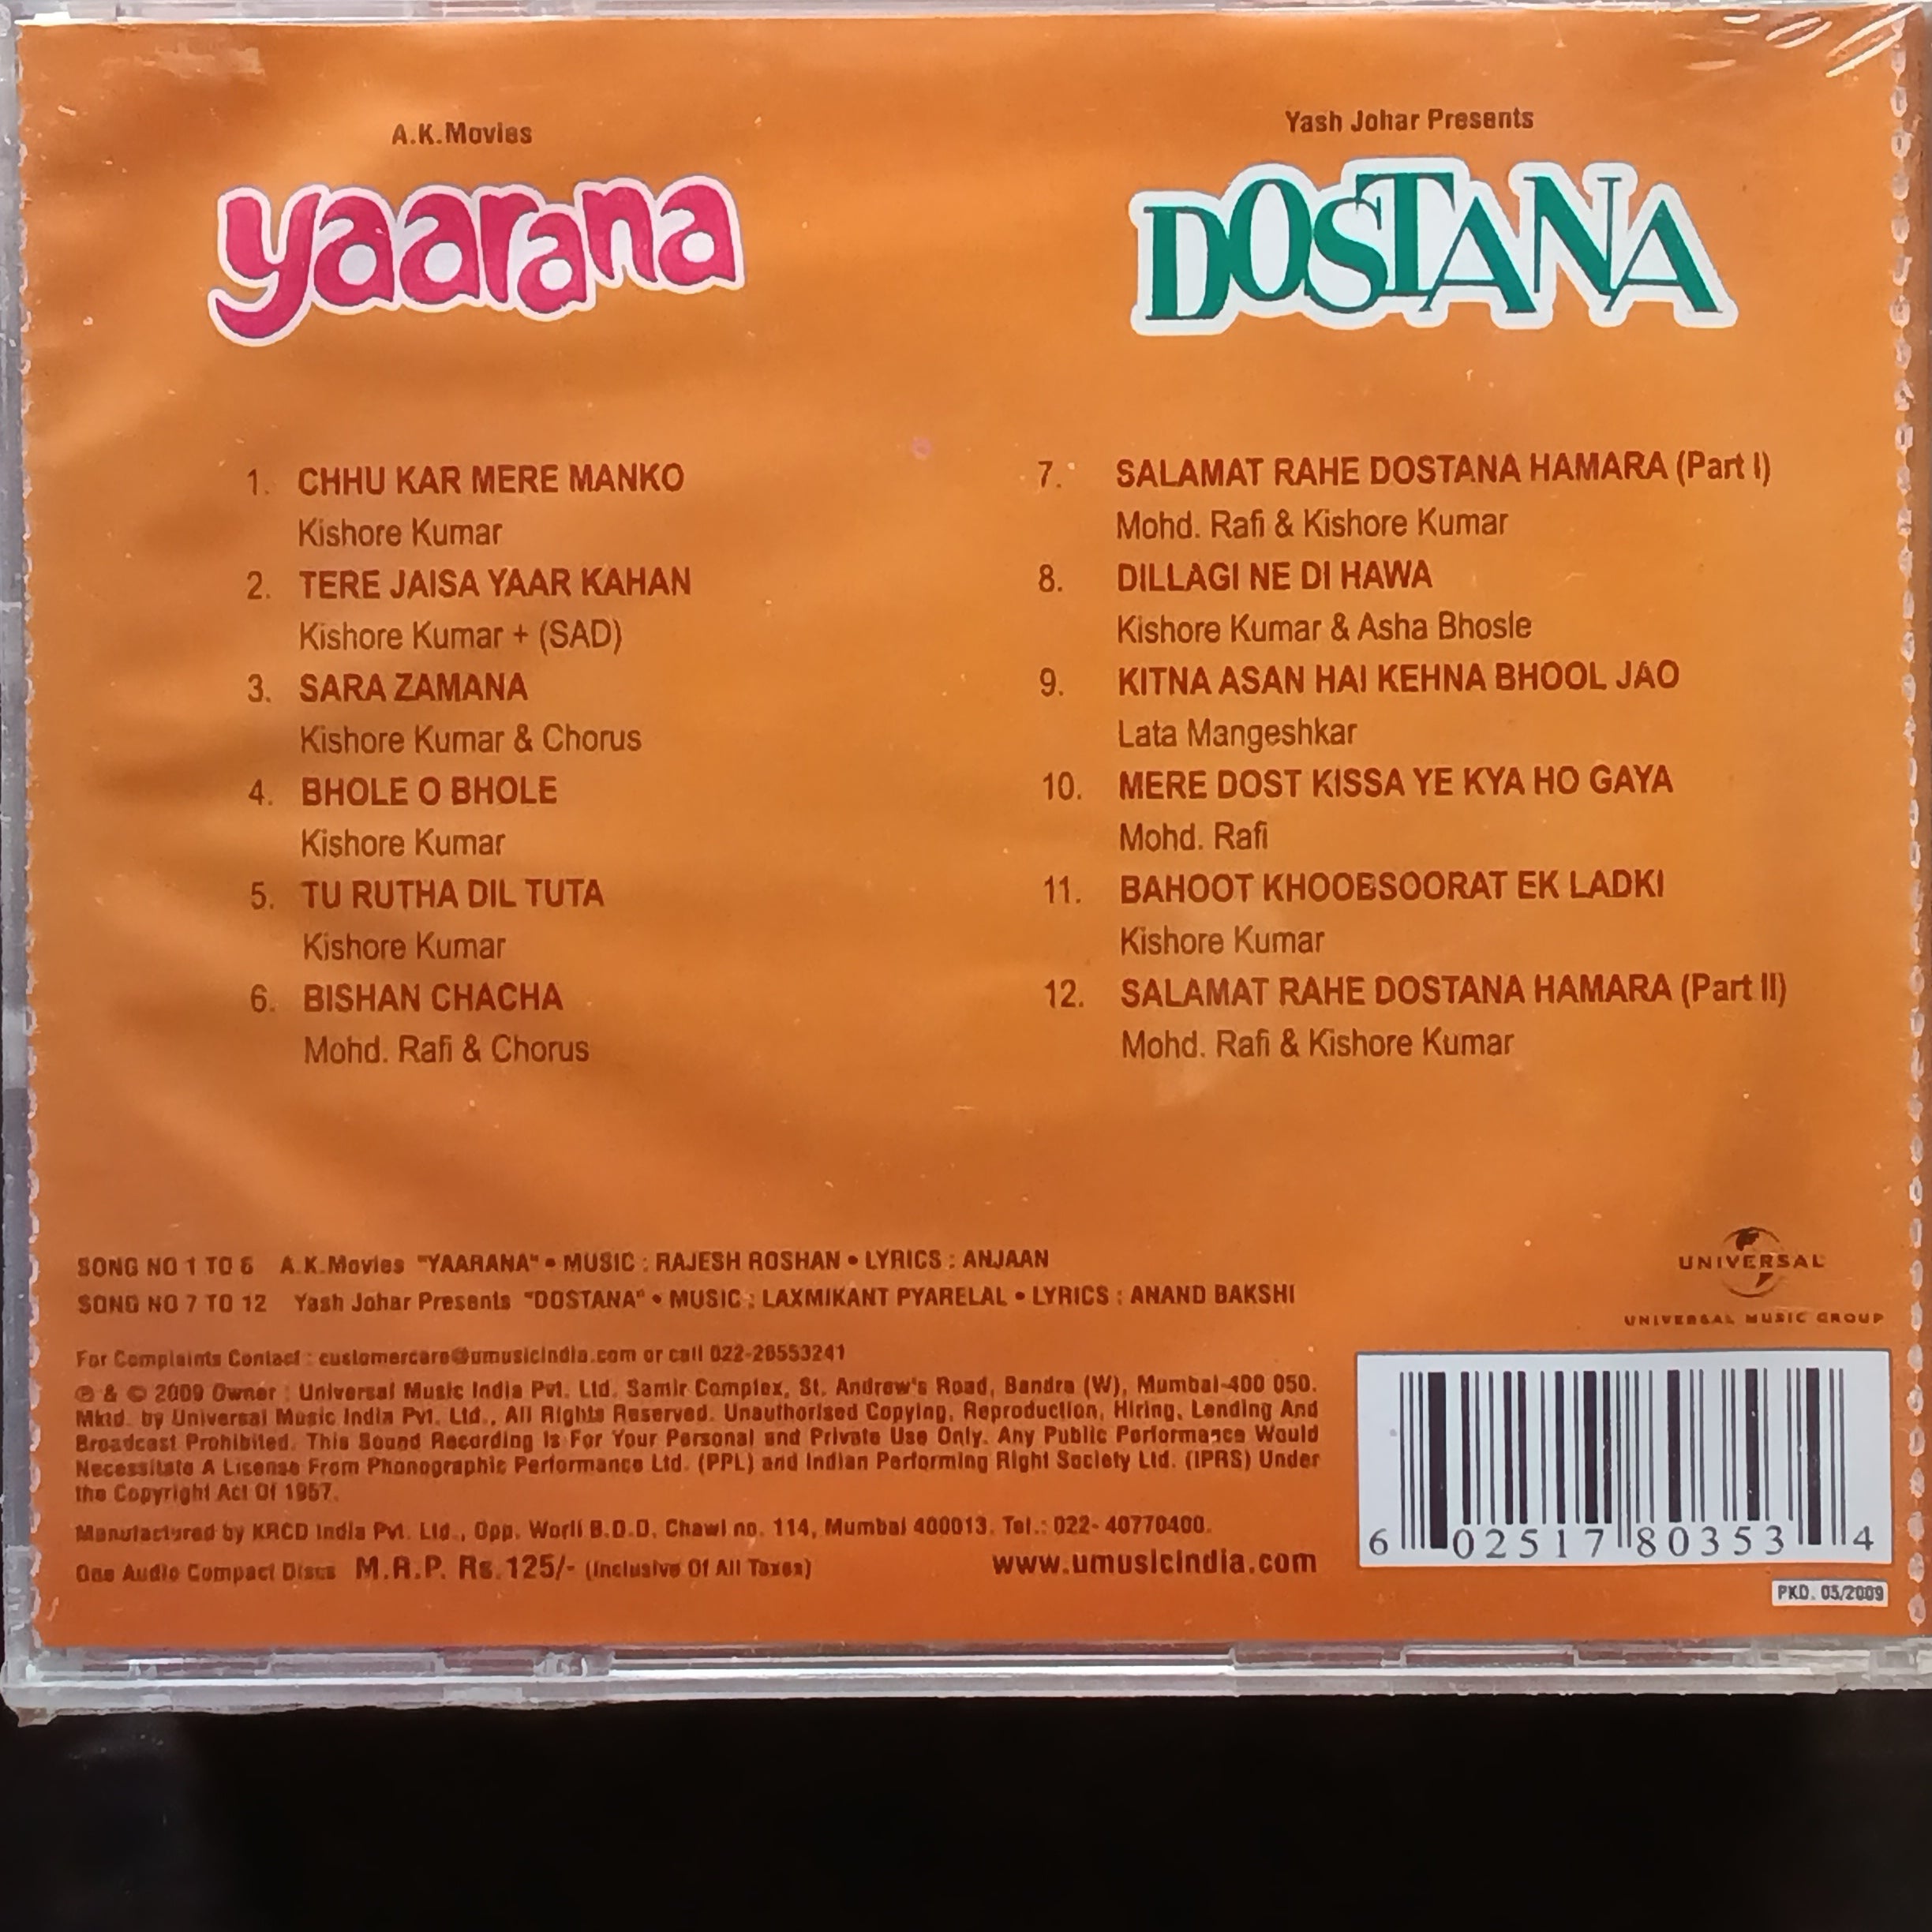 A.K.Movies
yaarana
1. CHHU KAR MERE MANKO
Kishore Kumar
2. TERE JAISA YAAR KAHAN
Kishore Kumar + (SAD)
3. SARA ZAMANA
Kishore Kumar & Chorus
4. BHOLE O BHOLE
Kishore Kumar
5. TU RUTHA DIL TUTA
Kishore Kumar
6. BISHAN CHACHA
Mohd. Rafi & Chorus
Yash Johar Presents
DOSTANA
7. SALAMAT RAHE DOSTANA HAMARA (Part I)
Mohd. Rafi & Kishore Kumar
8. DILLAGI NE DI HAWA
Kishore Kumar & Asha Bhosle
9. KITNA ASAN HAI KEHNA BHOOL JAO
Lata Mangeshkar
10. MERE DOST KISSA YE KYA HO GAYA
Mohd. Rafi
11. BAHOOT KHOOBSOORAT EK LADKI
Kishore Kumar
12. SALAMAT RAHE DOSTANA HAMARA (Part II)
Mohd. Rafi & Kishore Kumar
SONG NO 1 TO 6 A.K.Movies "YAARANA" • MUSIC : RAJESH ROSHAN • LYRICS : ANJAAN
SONG NO 7 TO 12 Yash Johar Presents "DOSTANA" • MUSIC : LAXMIKANT PYARELAL • LYRICS : ANAND BAKSHI
For Complaints Contact : customercare@umusicindia.com or call 022-26553241
℗ & © 2009 Owner : Universal Music India Pvt. Ltd. Samir Complex, St. Andrew's Road, Bandra (W), Mumbai-400 050.
Mktd. by Universal Music India Pvt. Ltd., All Rights Reserved. Unauthorised Copying, Reproduction, Hiring, Lending And
Broadcast Prohibited. This Sound Recording Is For Your Personal and Private Use Only. Any Public Performance Would
Necessitate A License From Phonographic Performance Ltd. (PPL) and Indian Performing Right Society Ltd. (IPRS) Under
the Copyright Act Of 1957.
Manufactured by KRCD India Pvt. Ltd., Opp. Worli B.D.D. Chawl no. 114, Mumbai 400013. Tel.: 022- 40770400.
One Audio Compact Discs M.R.P. Rs. 125/- (Inclusive Of All Taxes) www.umusicindia.com
UNIVERSAL
UNIVERSAL MUSIC GROUP
6 02517 80353 4
PKD. 05/2009